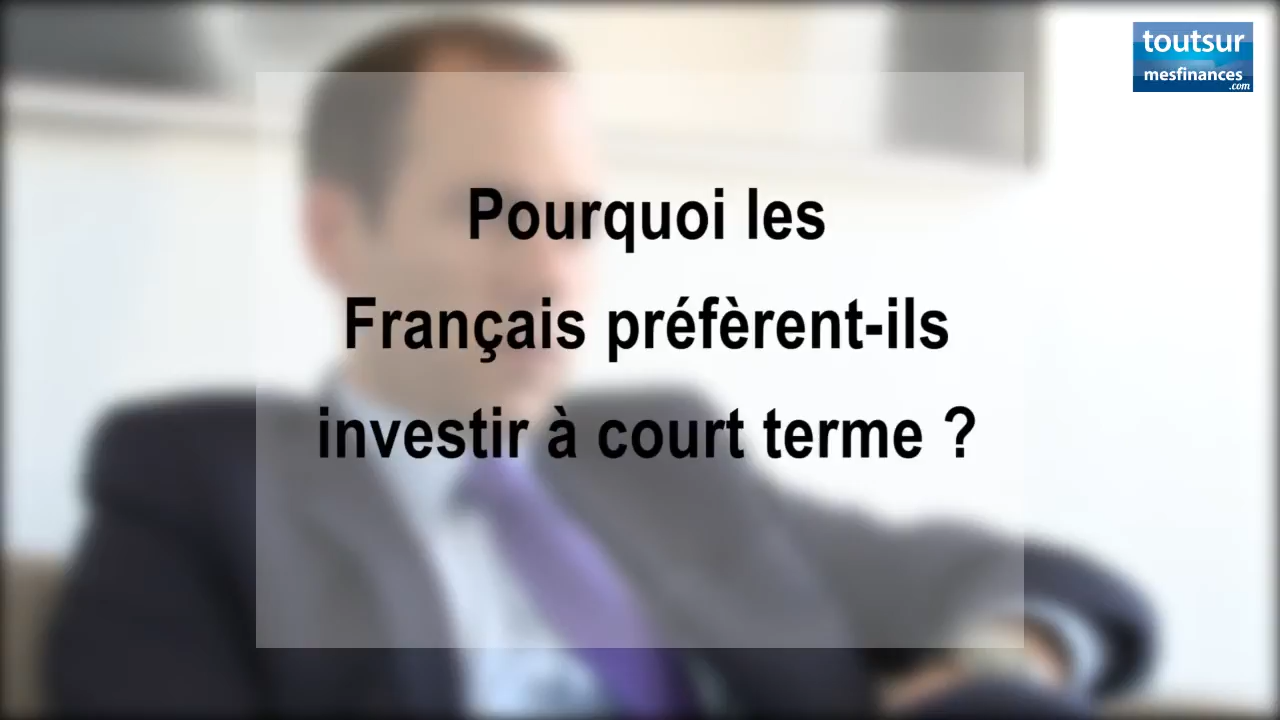 toutsur
mesfinances
.com
Pourquoi les
Français préfèrent-ils
investir à court terme ?